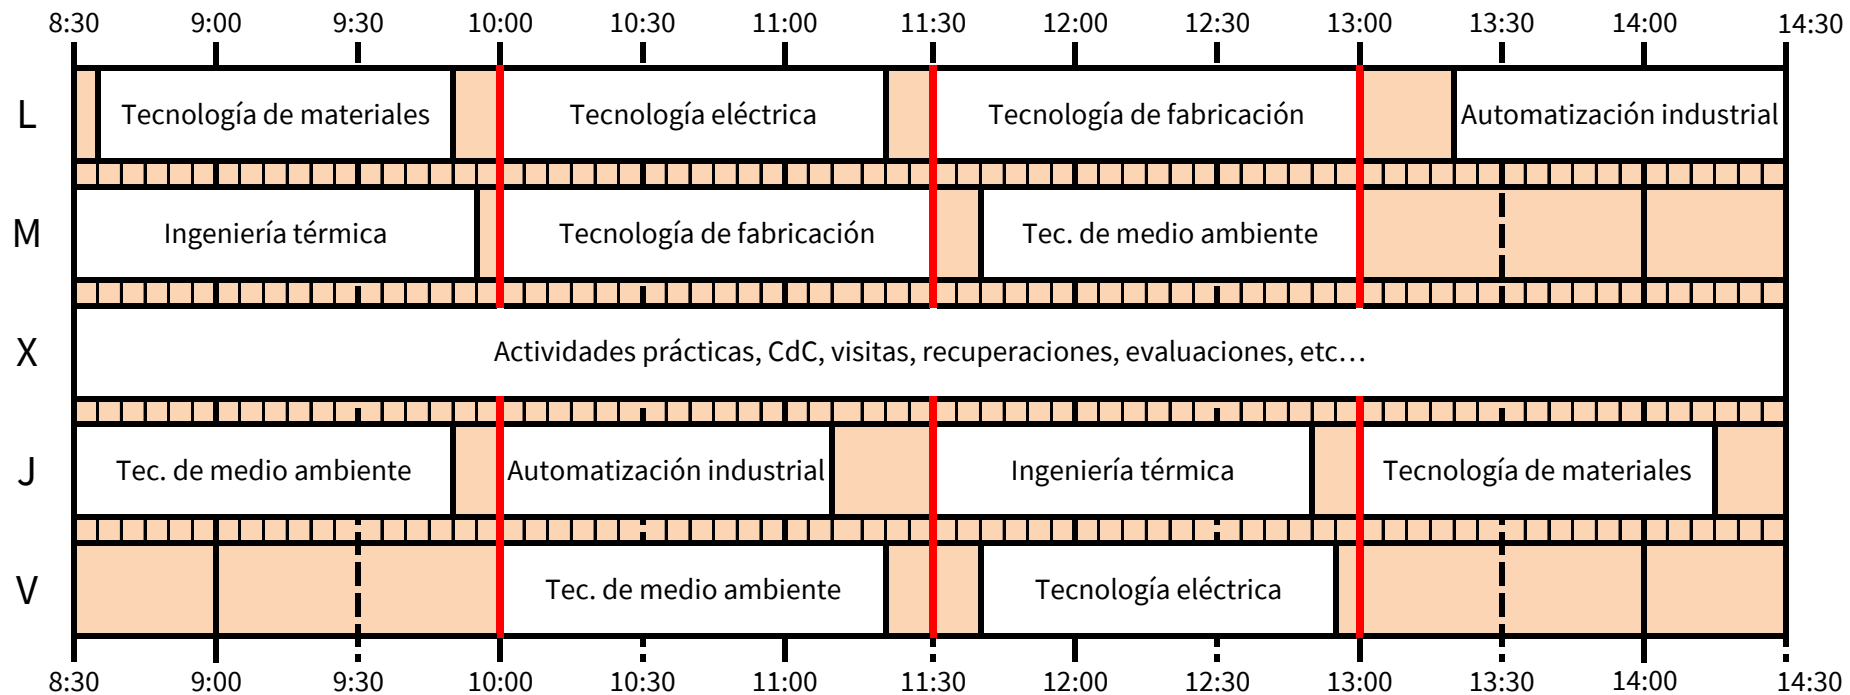 8:30 9:00 9:30 10:00 10:30 11:00 11:30 12:00 12:30 13:00 13:30 14:00 14:30
L Tecnología de materiales Tecnología eléctrica Tecnología de fabricación Automatización industrial
M Ingeniería térmica Tecnología de fabricación Tec. de medio ambiente
X Actividades prácticas, CdC, visitas, recuperaciones, evaluaciones, etc…
J Tec. de medio ambiente Automatización industrial Ingeniería térmica Tecnología de materiales
V Tec. de medio ambiente Tecnología eléctrica
8:30 9:00 9:30 10:00 10:30 11:00 11:30 12:00 12:30 13:00 13:30 14:00 14:30